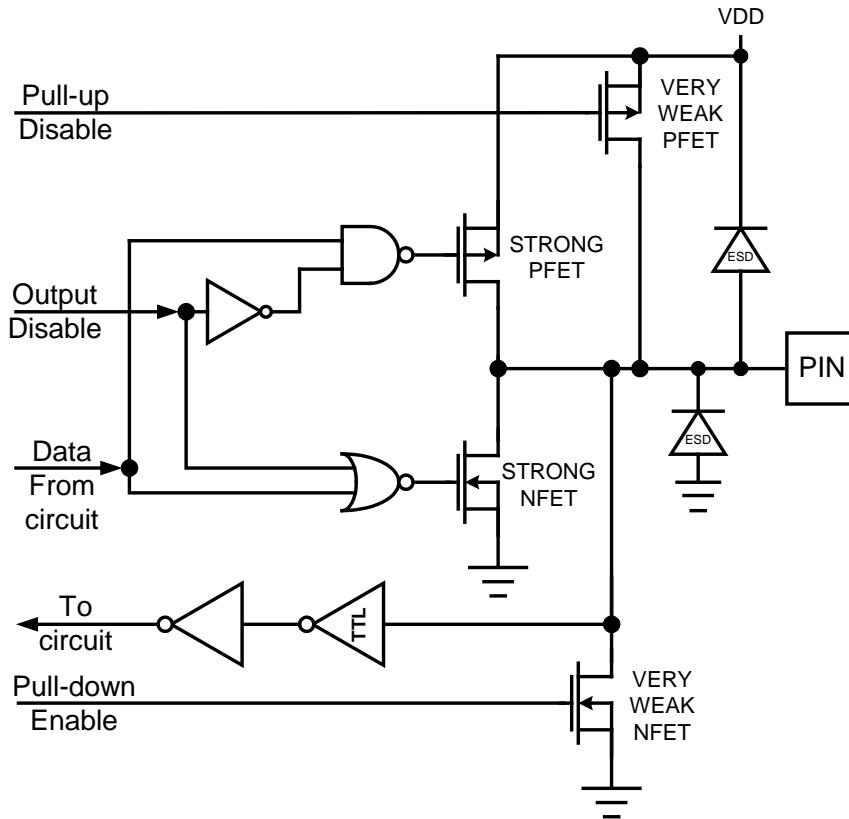 VDD
Pull-up
Disable
VERY
WEAK
PFET
STRONG
PFET
ESD
Output
Disable
PIN
ESD
Data
From
circuit
STRONG
NFET
To
circuit
TTL
Pull-down
Enable
VERY
WEAK
NFET